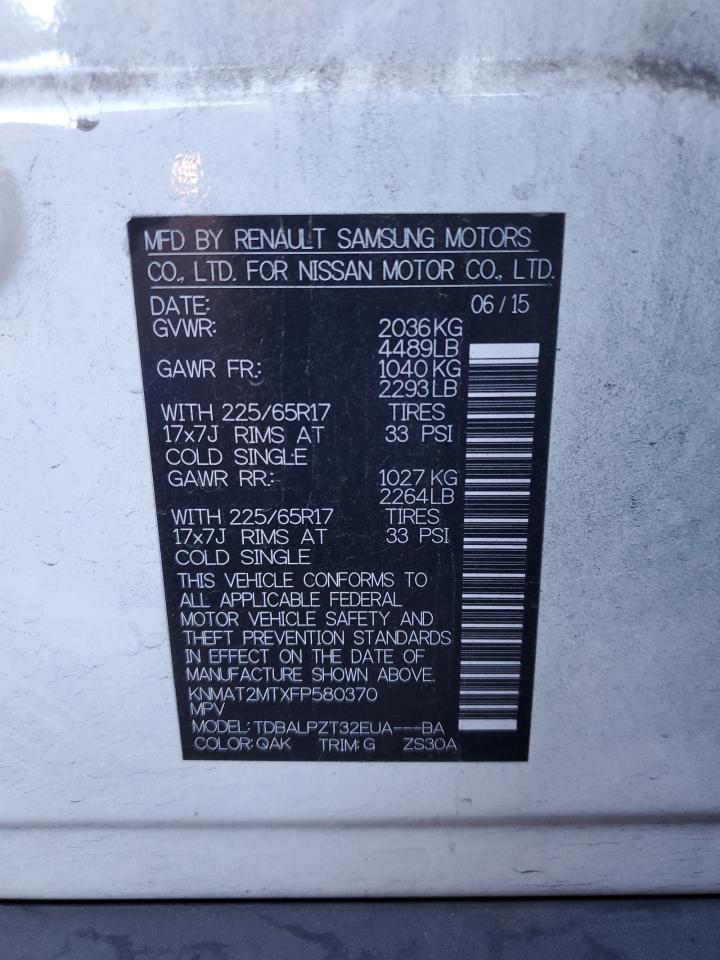 MFD BY RENAULT SAMSUNG MOTORS
CO., LTD. FOR NISSAN MOTOR CO., LTD.
DATE: 06/15
GVWR: 2036KG
4489LB
GAWR FR: 1040KG
2293LB
WITH 225/65R17 TIRES
17x7J RIMS AT 33 PSI
COLD SINGLE
GAWR RR: 1027KG
2264LB
WITH 225/65R17 TIRES
17x7J RIMS AT 33 PSI
COLD SINGLE
THIS VEHICLE CONFORMS TO
ALL APPLICABLE FEDERAL
MOTOR VEHICLE SAFETY AND
THEFT PREVENTION STANDARDS
IN EFFECT ON THE DATE OF
MANUFACTURE SHOWN ABOVE.
KNMAT2MTXFP580370
MPV
MODEL: TDBALPZT32EUA---BA
COLOR: QAK TRIM: G ZS30A